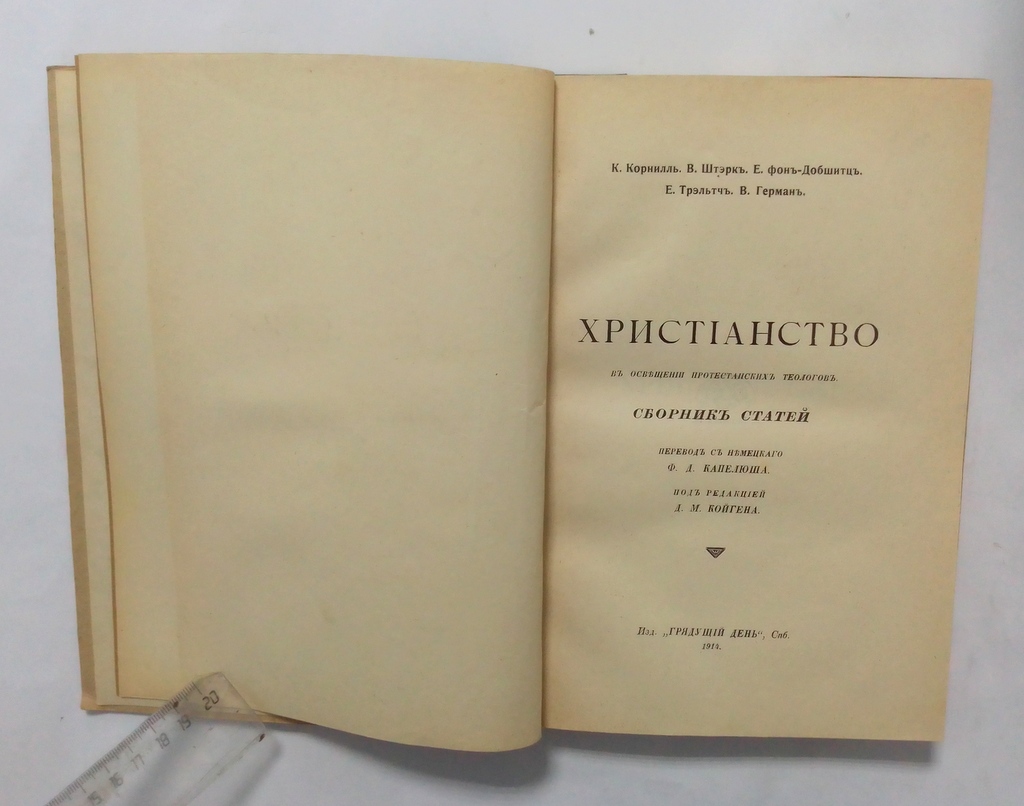 К. Корнилль. В. Штэркъ. Е. фонъ-Добшитцъ.
Е. Трэльтчъ. В. Германъ.
ХРИСТІАНСТВО
ВЪ ОСВѢЩЕНІИ ПРОТЕСТАНСКИХЪ ТЕОЛОГОВЪ.
СБОРНИКЪ СТАТЕЙ
ПЕРЕВОДЪ СЪ НѢМЕЦКАГО
Ф. Д. КАПЕЛЮША.
ПОДЪ РЕДАКЦІЕЙ
Д. М. КОЙГЕНА.
Изд. „ГРЯДУЩІЙ ДЕНЬ“, Спб.
1914.
15 16 17 18 19 20